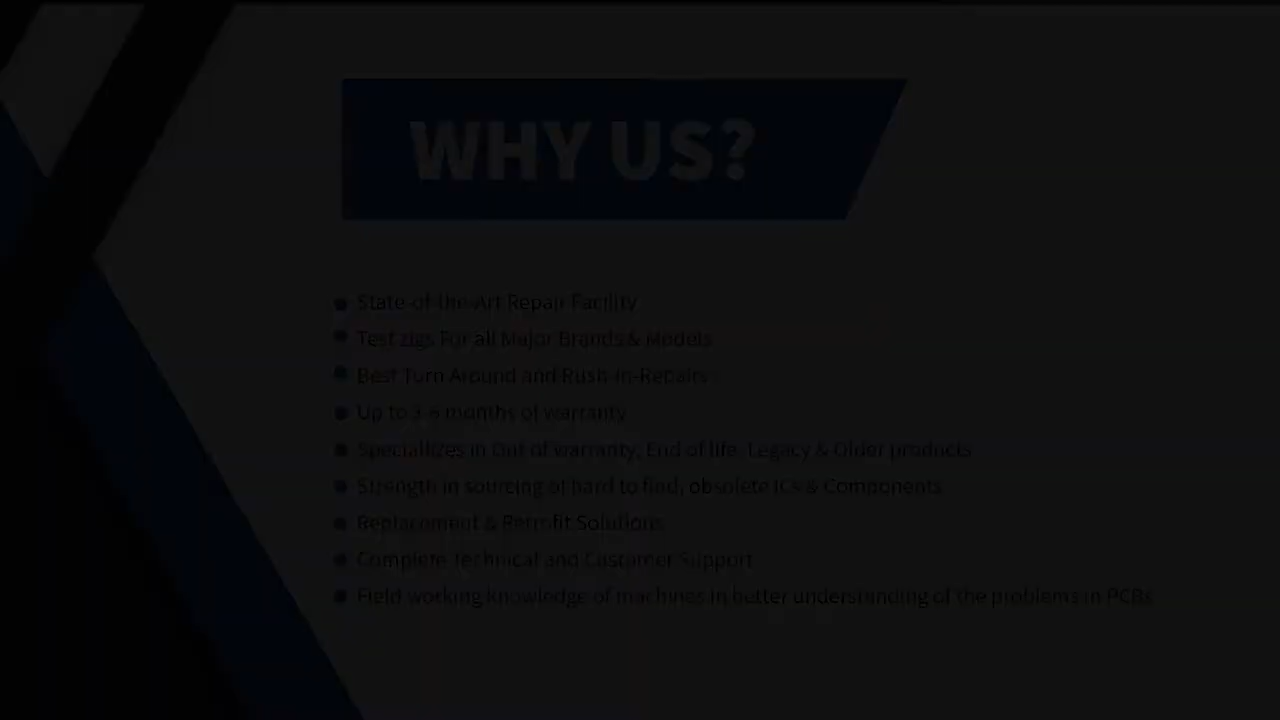 WHY US?
State-of-the-Art Repair Facility
Test zigs For all Major Brands & Models
Best Turn Around and Rush-in-Repairs
Up to 3-6 months of warranty
Specializes in Out of warranty, End of life, Legacy & Older products
Strength in sourcing of hard to find, obsolete ICs & Components
Replacement & Retrofit Solutions
Complete Technical and Customer Support
Field working knowledge of machines in better understanding of the problems in PCBs